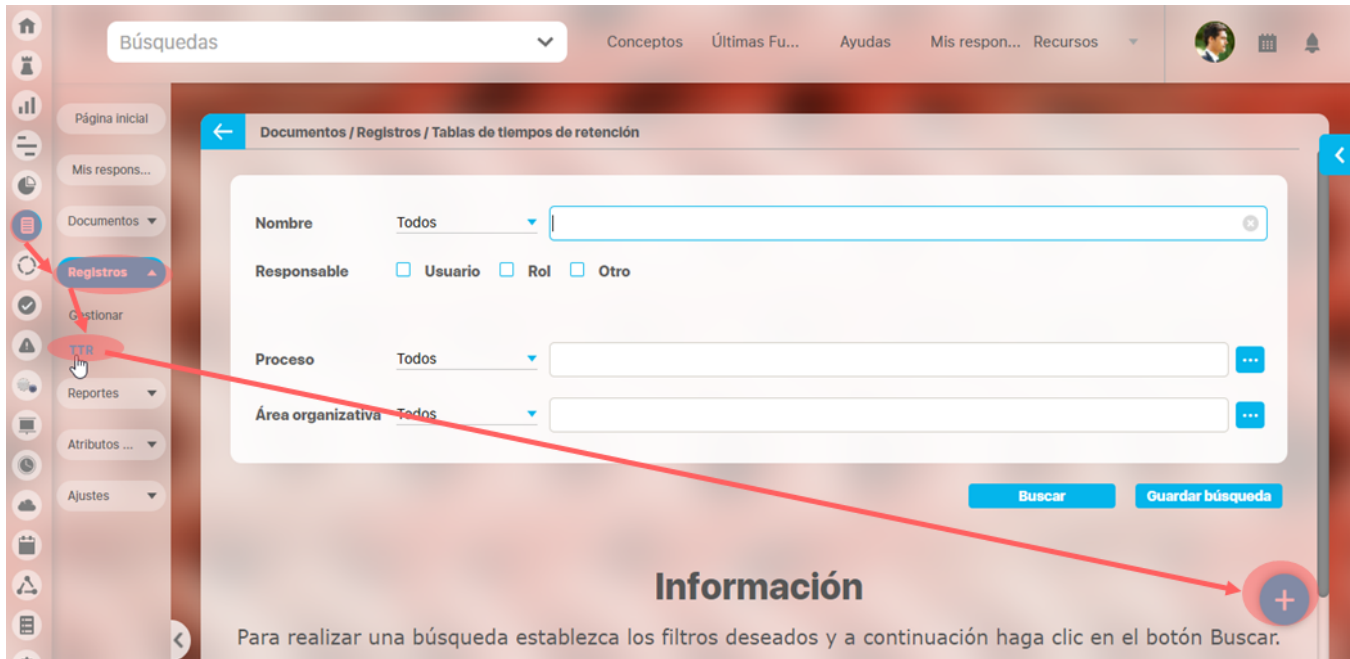 Búsquedas
Conceptos Últimas Fu... Ayudas Mis respon... Recursos
Página inicial
Mis respons...
Documentos
Registros
Gestionar
TTR
Reportes
Atributos ...
Ajustes
Documentos / Registros / Tablas de tiempos de retención
Nombre Todos
Responsable Usuario Rol Otro
Proceso Todos
Área organizativa Todos
Buscar Guardar búsqueda
Información
Para realizar una búsqueda establezca los filtros deseados y a continuación haga clic en el botón Buscar.